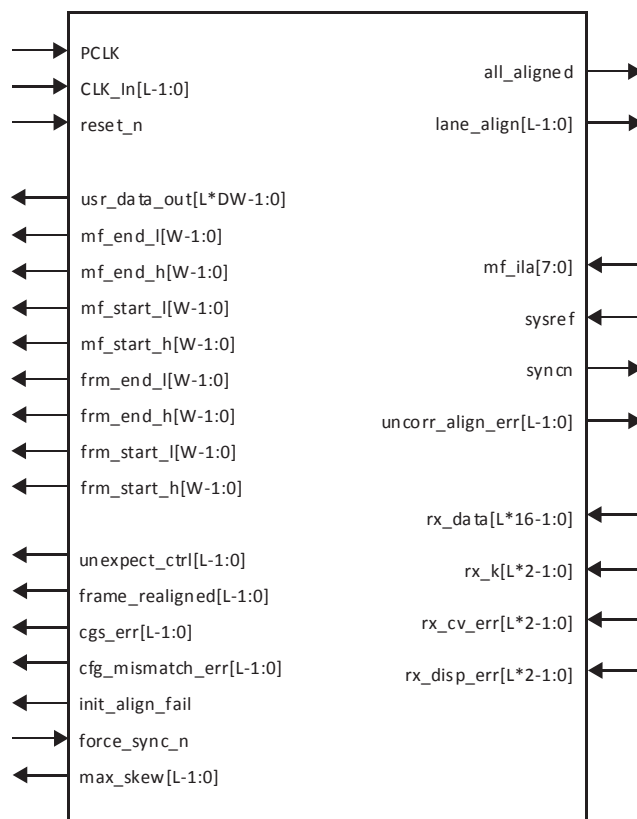 PCLK
CLK_In[L-1:0]
reset_n
usr_data_out[L*DW-1:0]
mf_end_l[W-1:0]
mf_end_h[W-1:0]
mf_start_l[W-1:0]
mf_start_h[W-1:0]
frm_end_l[W-1:0]
frm_end_h[W-1:0]
frm_start_l[W-1:0]
frm_start_h[W-1:0]
unexpect_ctrl[L-1:0]
frame_realigned[L-1:0]
cgs_err[L-1:0]
cfg_mismatch_err[L-1:0]
init_align_fail
force_sync_n
max_skew[L-1:0]
all_aligned
lane_align[L-1:0]
mf_ila[7:0]
sysref
syncn
uncorr_align_err[L-1:0]
rx_data[L*16-1:0]
rx_k[L*2-1:0]
rx_cv_err[L*2-1:0]
rx_disp_err[L*2-1:0]